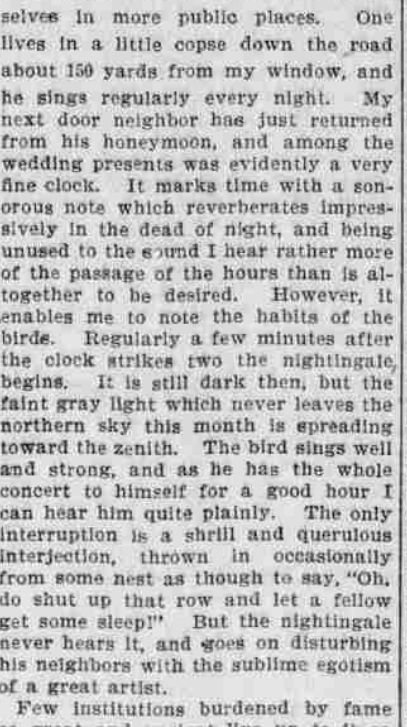 selves in more public places. One
lives in a little copse down the road
about 150 yards from my window, and
he sings regularly every night. My
next door neighbor has just returned
from his honeymoon, and among the
wedding presents was evidently a very
fine clock. It marks time with a son-
orous note which reverberates impres-
sively in the dead of night, and being
unused to the sound I hear rather more
of the passage of the hours than is al-
together to be desired. However, it
enables me to note the habits of the
birds. Regularly a few minutes after
the clock strikes two the nightingale
begins. It is still dark then, but the
faint gray light which never leaves the
northern sky this month is spreading
toward the zenith. The bird sings well
and strong, and as he has the whole
concert to himself for a good hour I
can hear him quite plainly. The only
interruption is a shrill and querulous
interjection, thrown in occasionally
from some nest as though to say, "Oh,
do shut up that row and let a fellow
get some sleep!" But the nightingale
never hears it, and goes on disturbing
his neighbors with the sublime egotism
of a great artist.
Few institutions burdened by fame